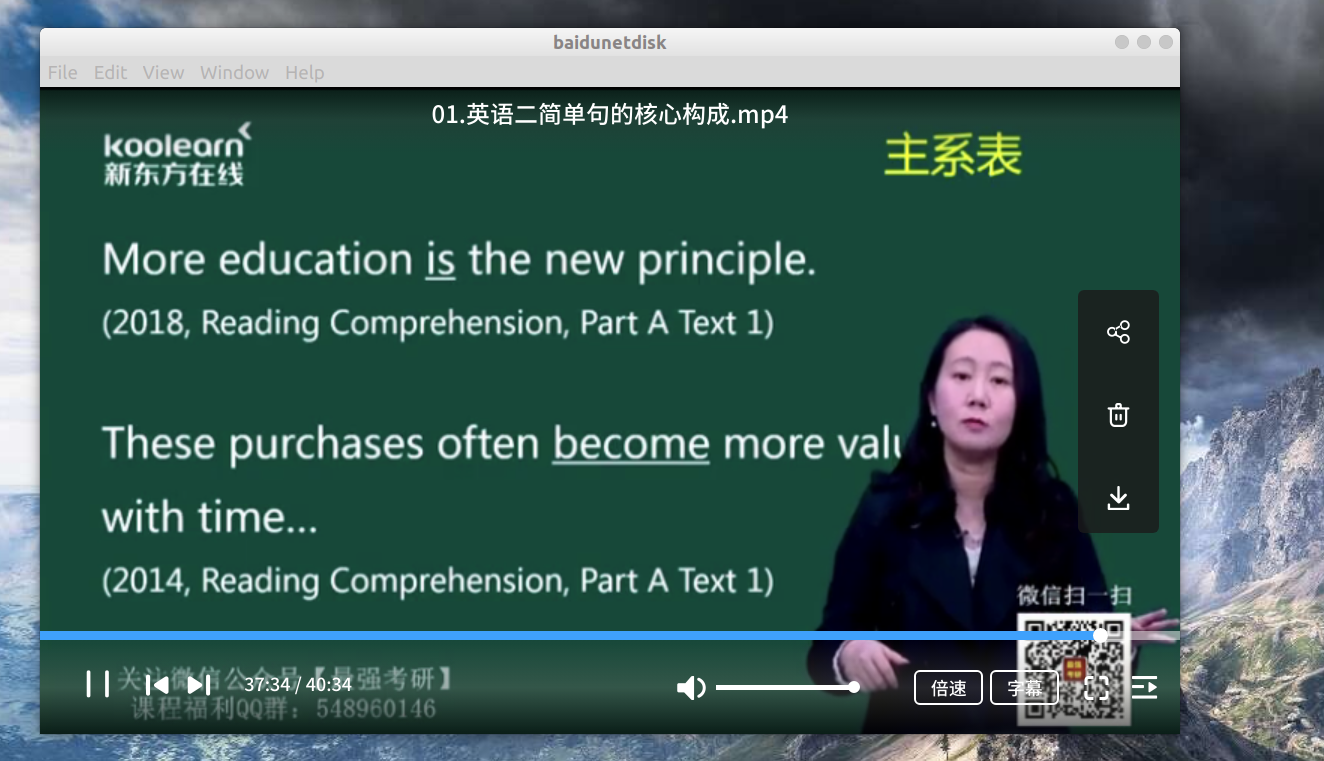 baidunetdisk
File Edit View Window Help
01.英语二简单句的核心构成.mp4
koolearn
新东方在线
主系表
More education is the new principle.
(2018, Reading Comprehension, Part A Text 1)
These purchases often become more
with time...
(2014, Reading Comprehension, Part A Text 1)
微信扫一扫
关注微信公众号【最强考研】
37:34 / 40:34
倍速
字幕
课程福利QQ群：548960146